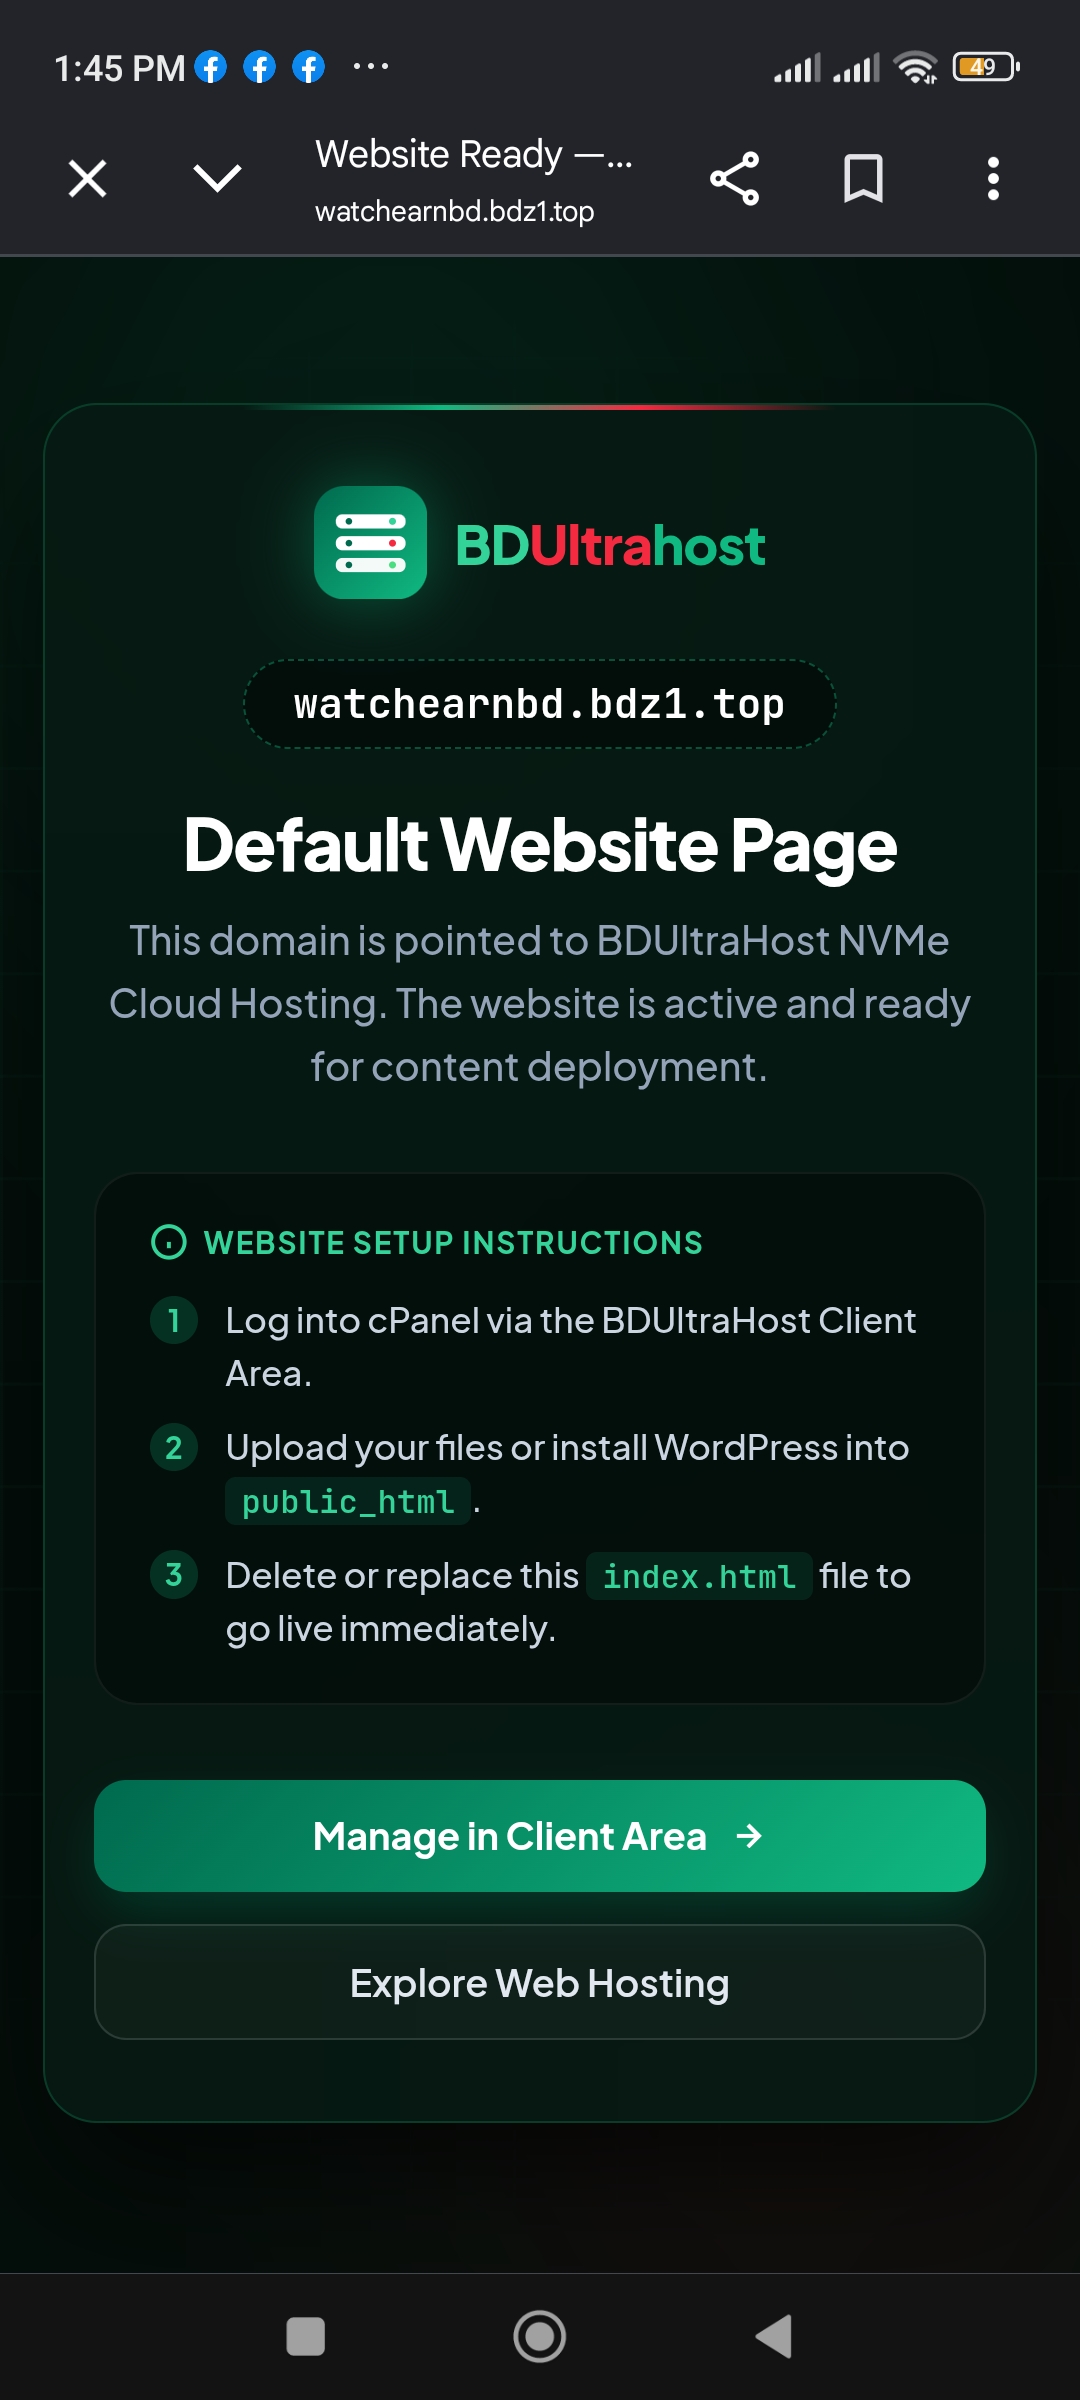 1:45 PM
49
Website Ready —...
watchearnbd.bdz1.top
BDUltrahost
watchearnbd.bdz1.top
Default Website Page
This domain is pointed to BDUltraHost NVMe
Cloud Hosting. The website is active and ready
for content deployment.
WEBSITE SETUP INSTRUCTIONS
1 Log into cPanel via the BDUltraHost Client
Area.
2 Upload your files or install WordPress into
public_html .
3 Delete or replace this index.html file to
go live immediately.
Manage in Client Area →
Explore Web Hosting